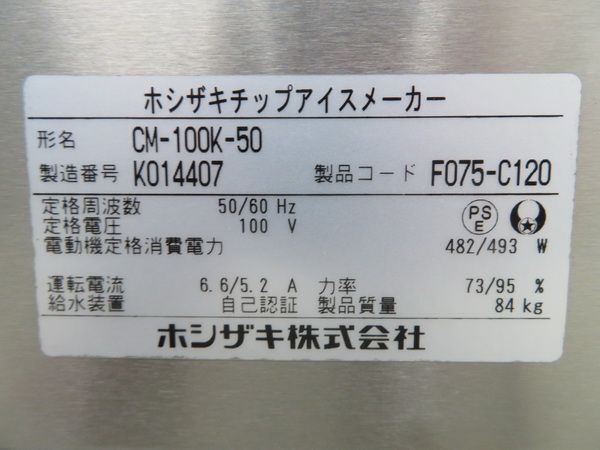 ホシザキチップアイスメーカー
形名 CM-100K-50
製造番号 K014407 製品コード F075-C120
定格周波数 50/60 Hz
定格電圧 100 V
PS
E
電動機定格消費電力 482/493 W
運転電流 6.6/5.2 A 力率 73/95 %
給水装置 自己認証 製品質量 84 kg
ホシザキ株式会社